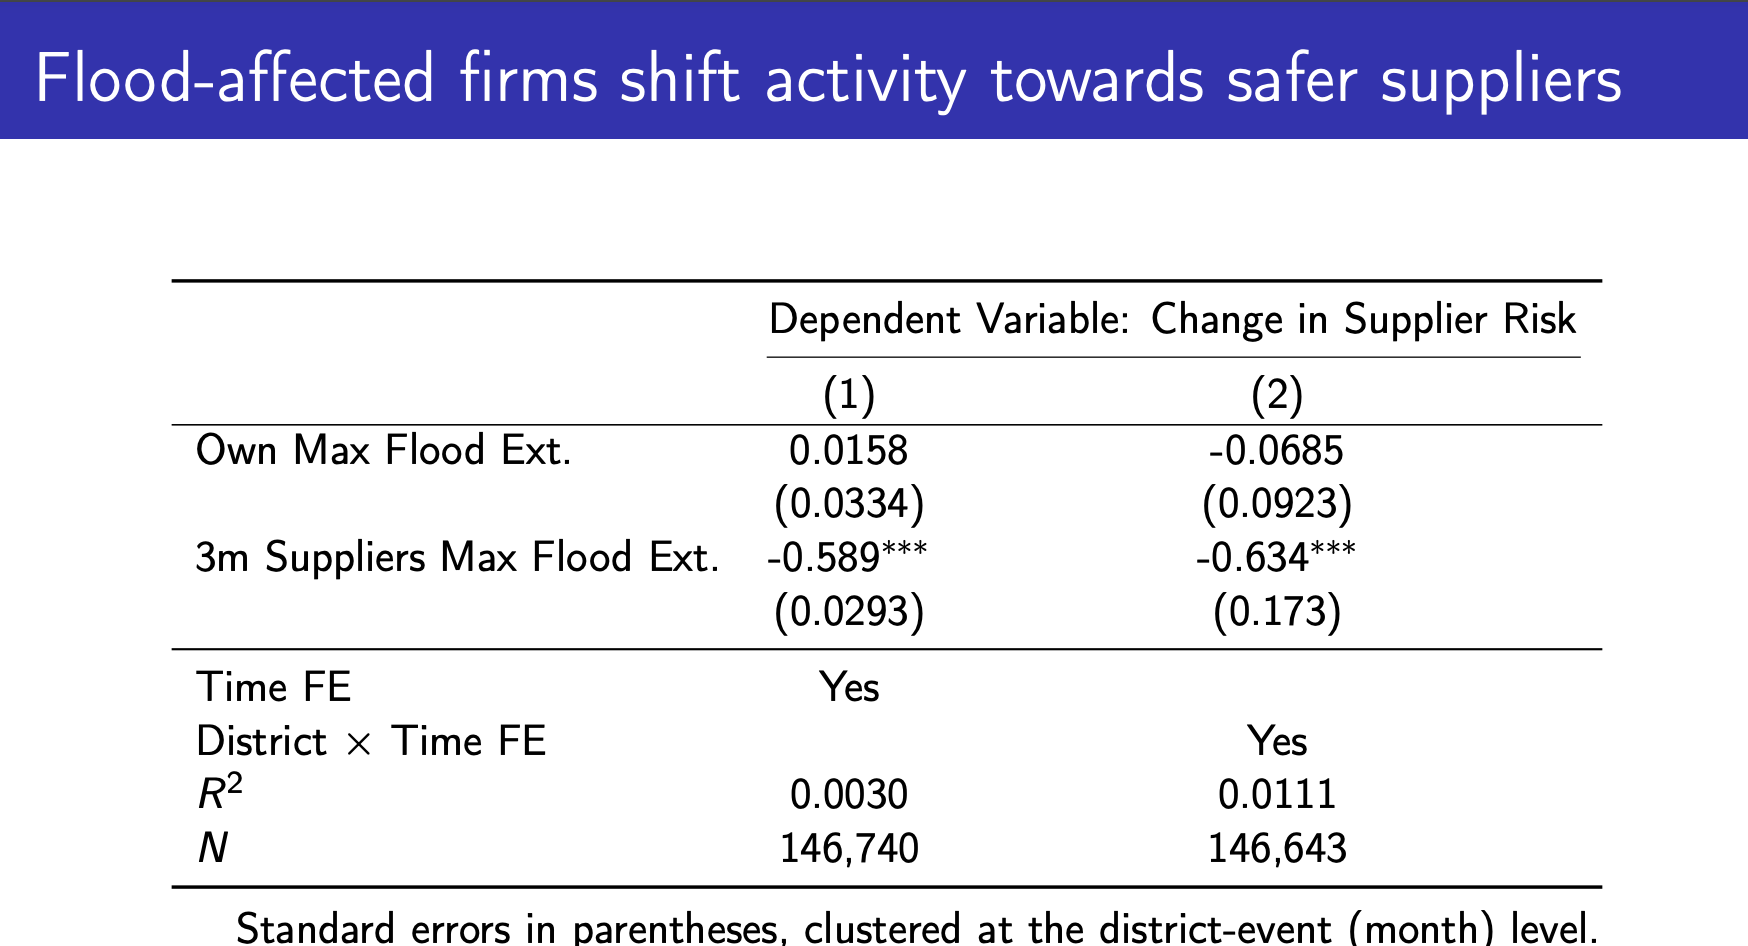 Flood-affected firms shift activity towards safer suppliers
Dependent Variable: Change in Supplier Risk
(1) (2)
Own Max Flood Ext. 0.0158 -0.0685
(0.0334) (0.0923)
3m Suppliers Max Flood Ext. -0.589*** -0.634***
(0.0293) (0.173)
Time FE Yes
District × Time FE Yes
R² 0.0030 0.0111
N 146,740 146,643
Standard errors in parentheses, clustered at the district-event (month) level.